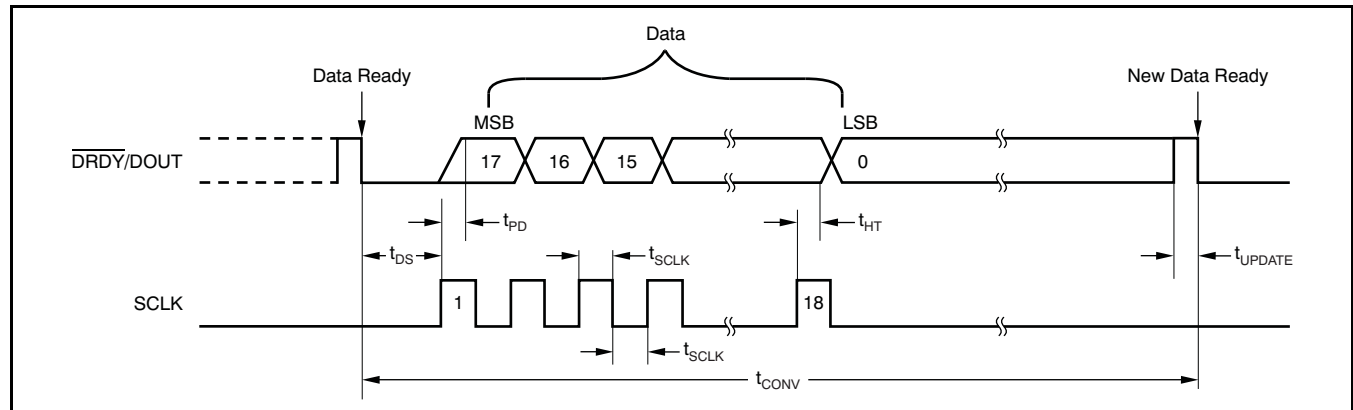 Data
Data Ready
New Data Ready
MSB
LSB
DRDY/DOUT
17
16
15
0
tPD
tHT
tDS
tSCLK
tUPDATE
SCLK
1
18
tSCLK
tCONV